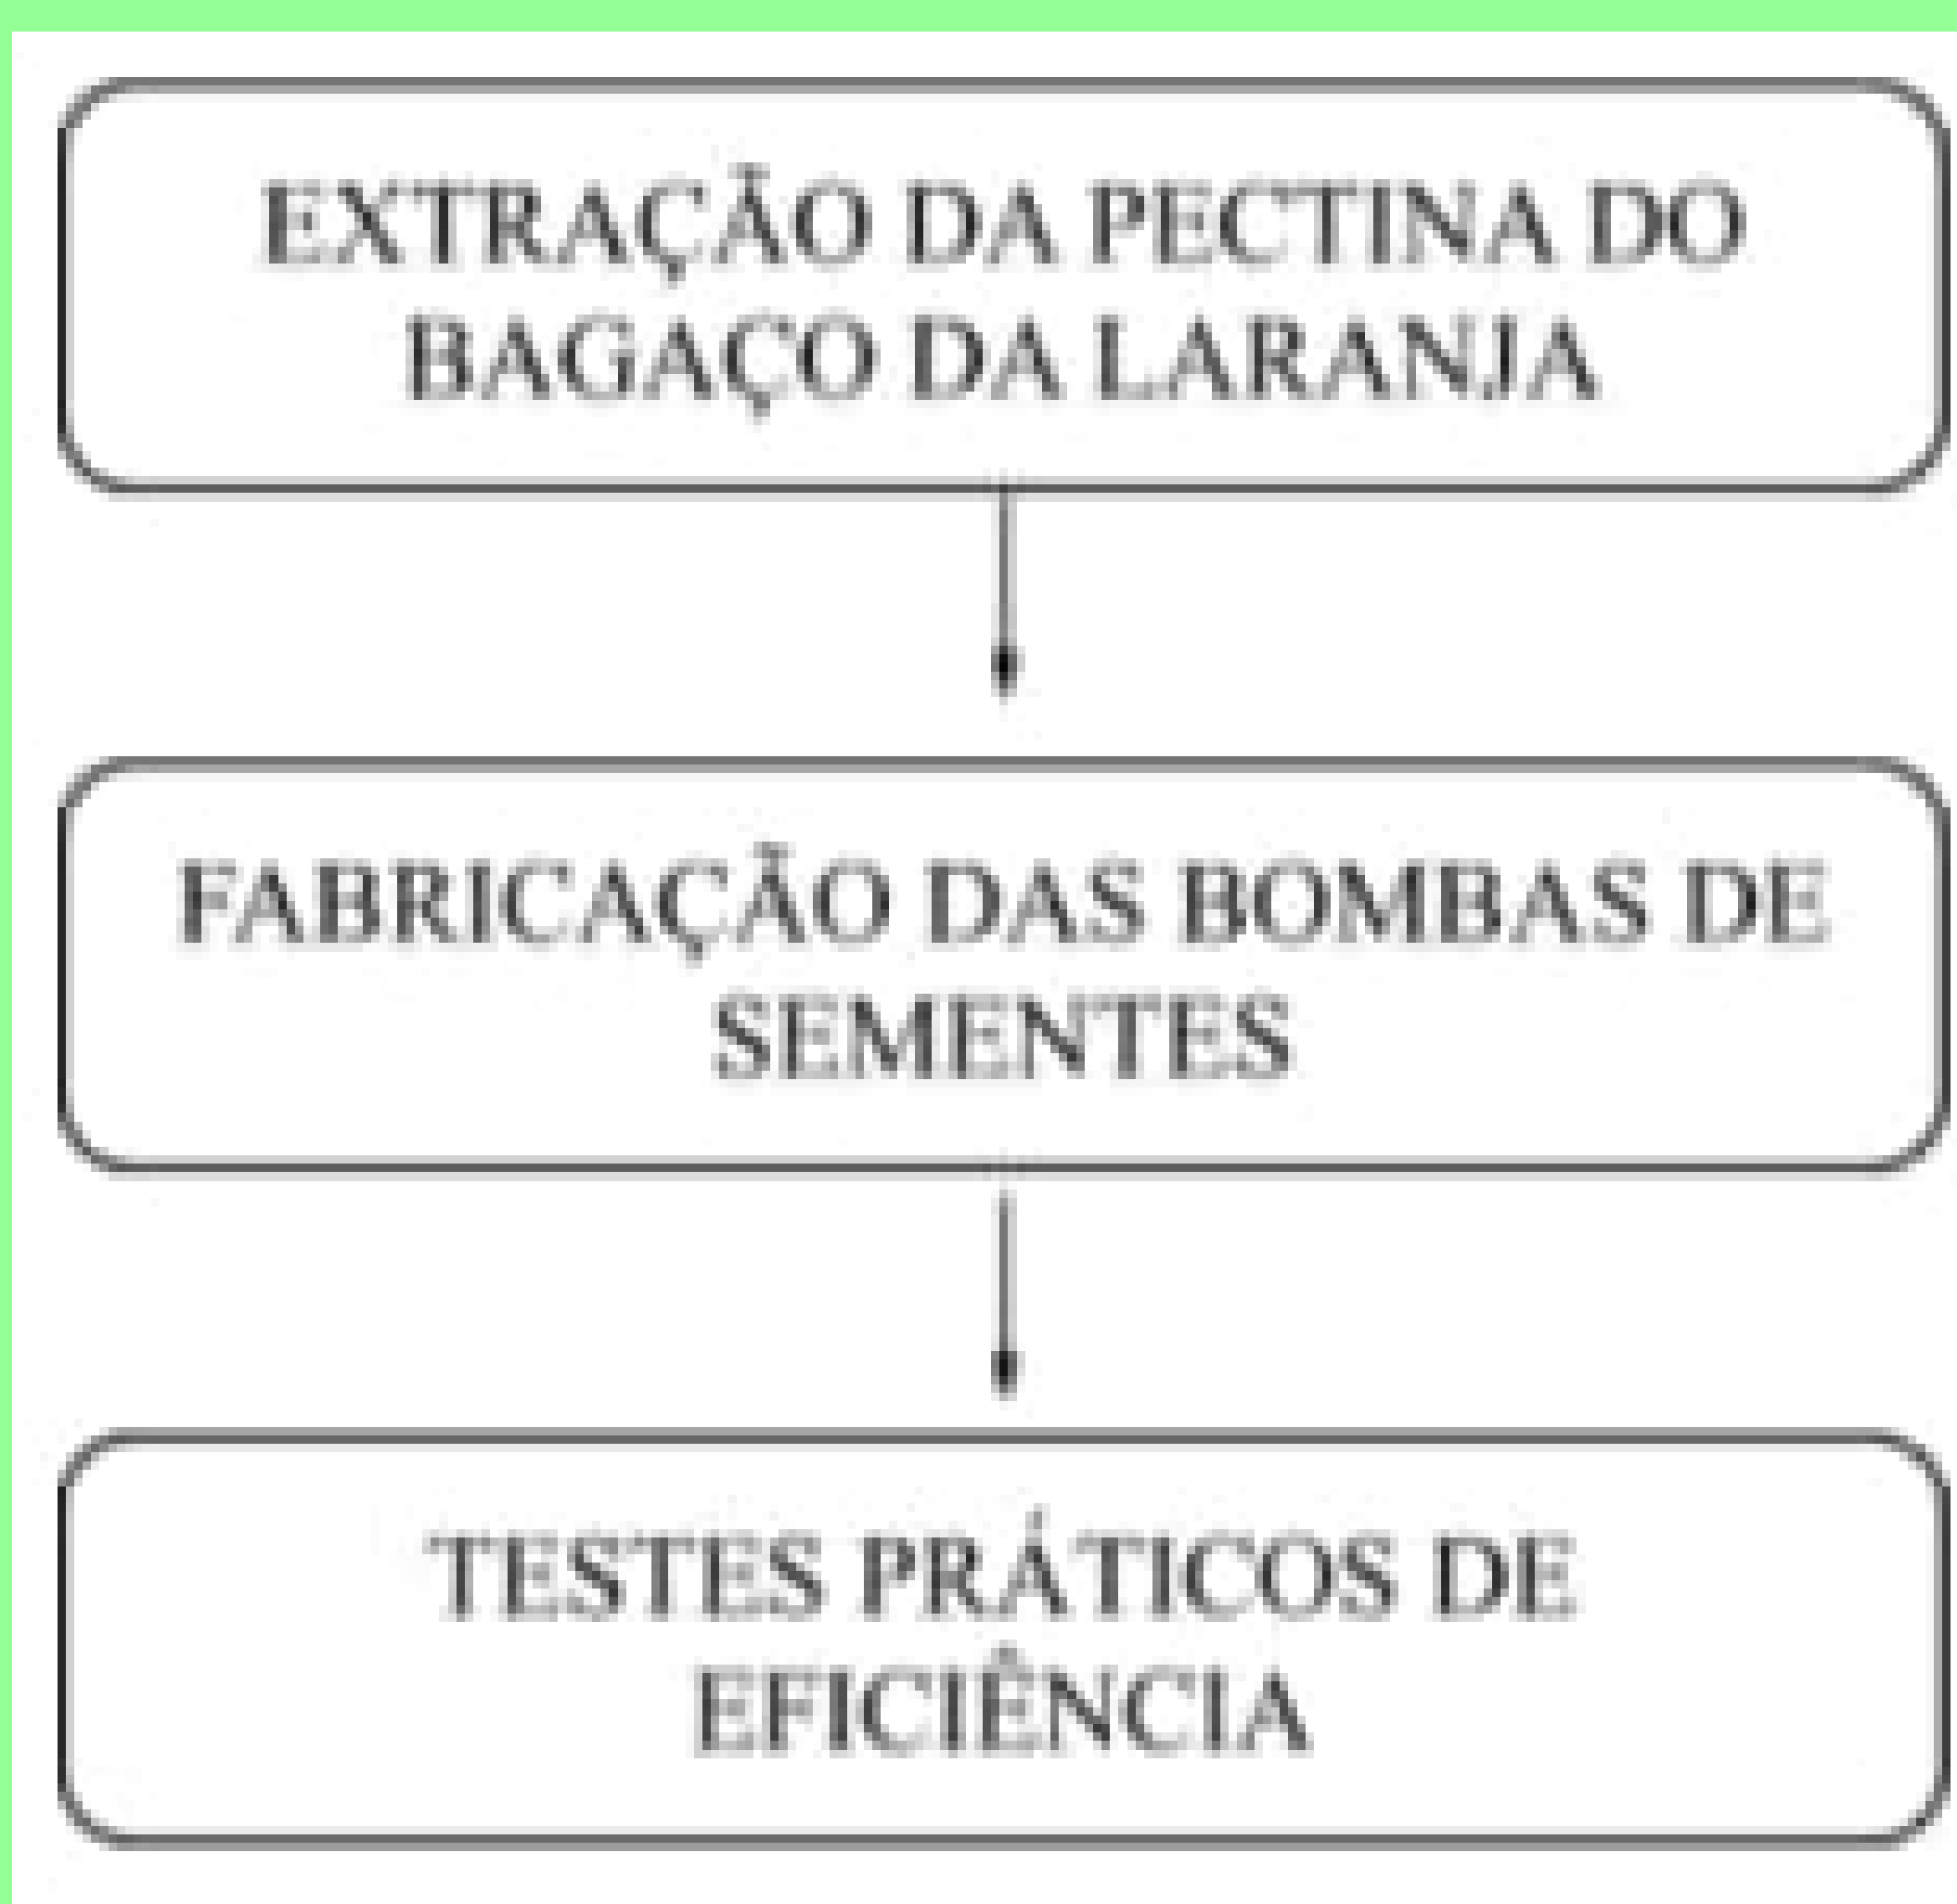 EXTRAÇÃO DA PECTINA DO
BAGAÇO DA LARANJA
FABRICAÇÃO DAS BOMBAS DE
SEMENTES
TESTES PRÁTICOS DE
EFICIÊNCIA